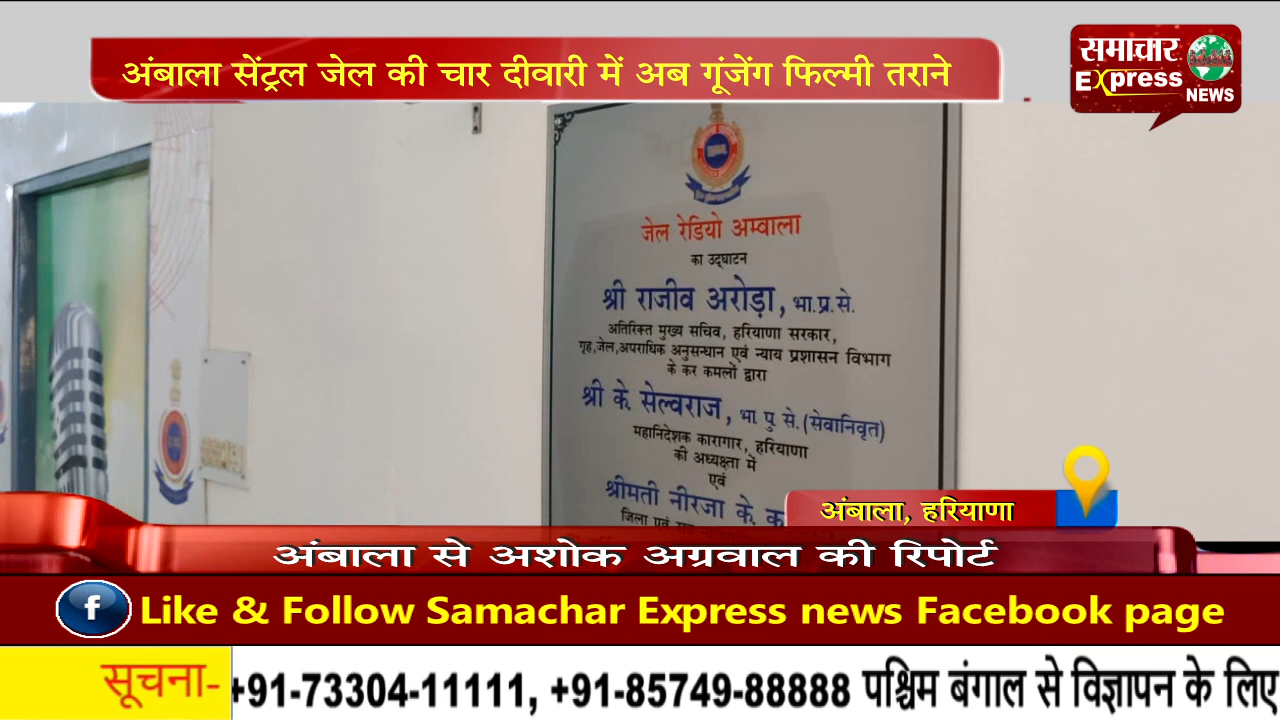 अंबाला सेंट्रल जेल की चार दीवारी में अब गूंजेंग फिल्मी तराने
समाचार
Express
NEWS
जेल रेडियो अम्बाला
का उद्घाटन
श्री राजीव अरोड़ा, भा.प्र.से.
अतिरिक्त मुख्य सचिव, हरियाणा सरकार,
गृह,जेल,अपराधिक अनुसन्धान एवं न्याय प्रशासन विभाग
के कर कमलों द्वारा
श्री के. सेल्वराज, भा. पु. से. (सेवानिवृत)
महानिदेशक कारागार, हरियाणा
की अध्यक्षता में
एवं
श्रीमती नीरजा के. क
जिला एवं
अंबाला, हरियाणा
अंबाला से अशोक अग्रवाल की रिपोर्ट
f Like & Follow Samachar Express news Facebook page
सूचना- +91-73304-11111, +91-85749-88888 पश्चिम बंगाल से विज्ञापन के लिए